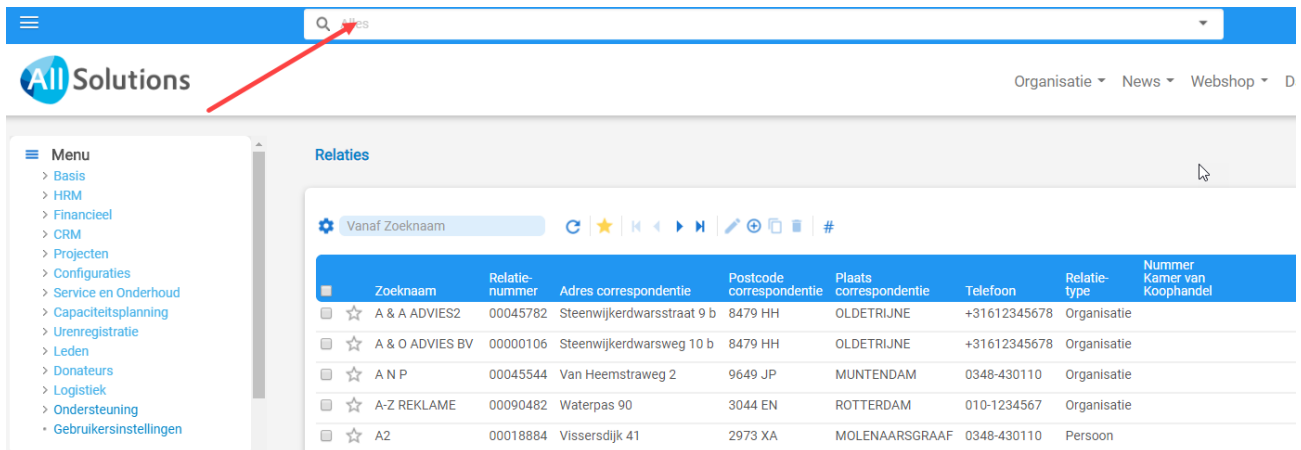 Alles
All Solutions
Organisatie News Webshop D
Menu
> Basis
> HRM
> Financieel
> CRM
> Projecten
> Configuraties
> Service en Onderhoud
> Capaciteitsplanning
> Urenregistratie
> Leden
> Donateurs
> Logistiek
> Ondersteuning
• Gebruikersinstellingen
Relaties
Vanaf Zoeknaam #
Zoeknaam Relatie-nummer Adres correspondentie Postcode correspondentie Plaats correspondentie Telefoon Relatie-type Nummer Kamer van Koophandel
A & A ADVIES2 00045782 Steenwijkerdwarsstraat 9 b 8479 HH OLDETRIJNE +31612345678 Organisatie
A & O ADVIES BV 00000106 Steenwijkerdwarsweg 10 b 8479 HH OLDETRIJNE +31612345678 Organisatie
A N P 00045544 Van Heemstraweg 2 9649 JP MUNTENDAM 0348-430110 Organisatie
A-Z REKLAME 00090482 Waterpas 90 3044 EN ROTTERDAM 010-1234567 Organisatie
A2 00018884 Vissersdijk 41 2973 XA MOLENAARSGRAAF 0348-430110 Persoon